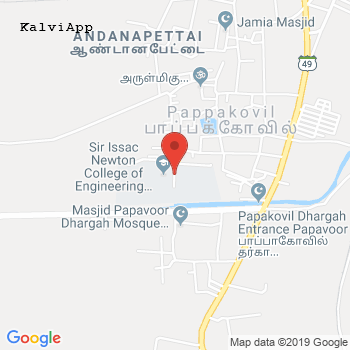 Jamia Masjid
KalviApp
ANDANAPETTAI
ஆண்டானபேட்டை
49
அருள்மிகு...
Pappakovil
பாப்பாக்கோவில்
Sir Issac
Newton
College of
Engineering...
Masjid Papavoor
Dhargah Mosque...
Papakovil Dhargah
Entrance Papavoor
பாப்பாகோவில்
தர்கா...
Google
Map data ©2019 Google